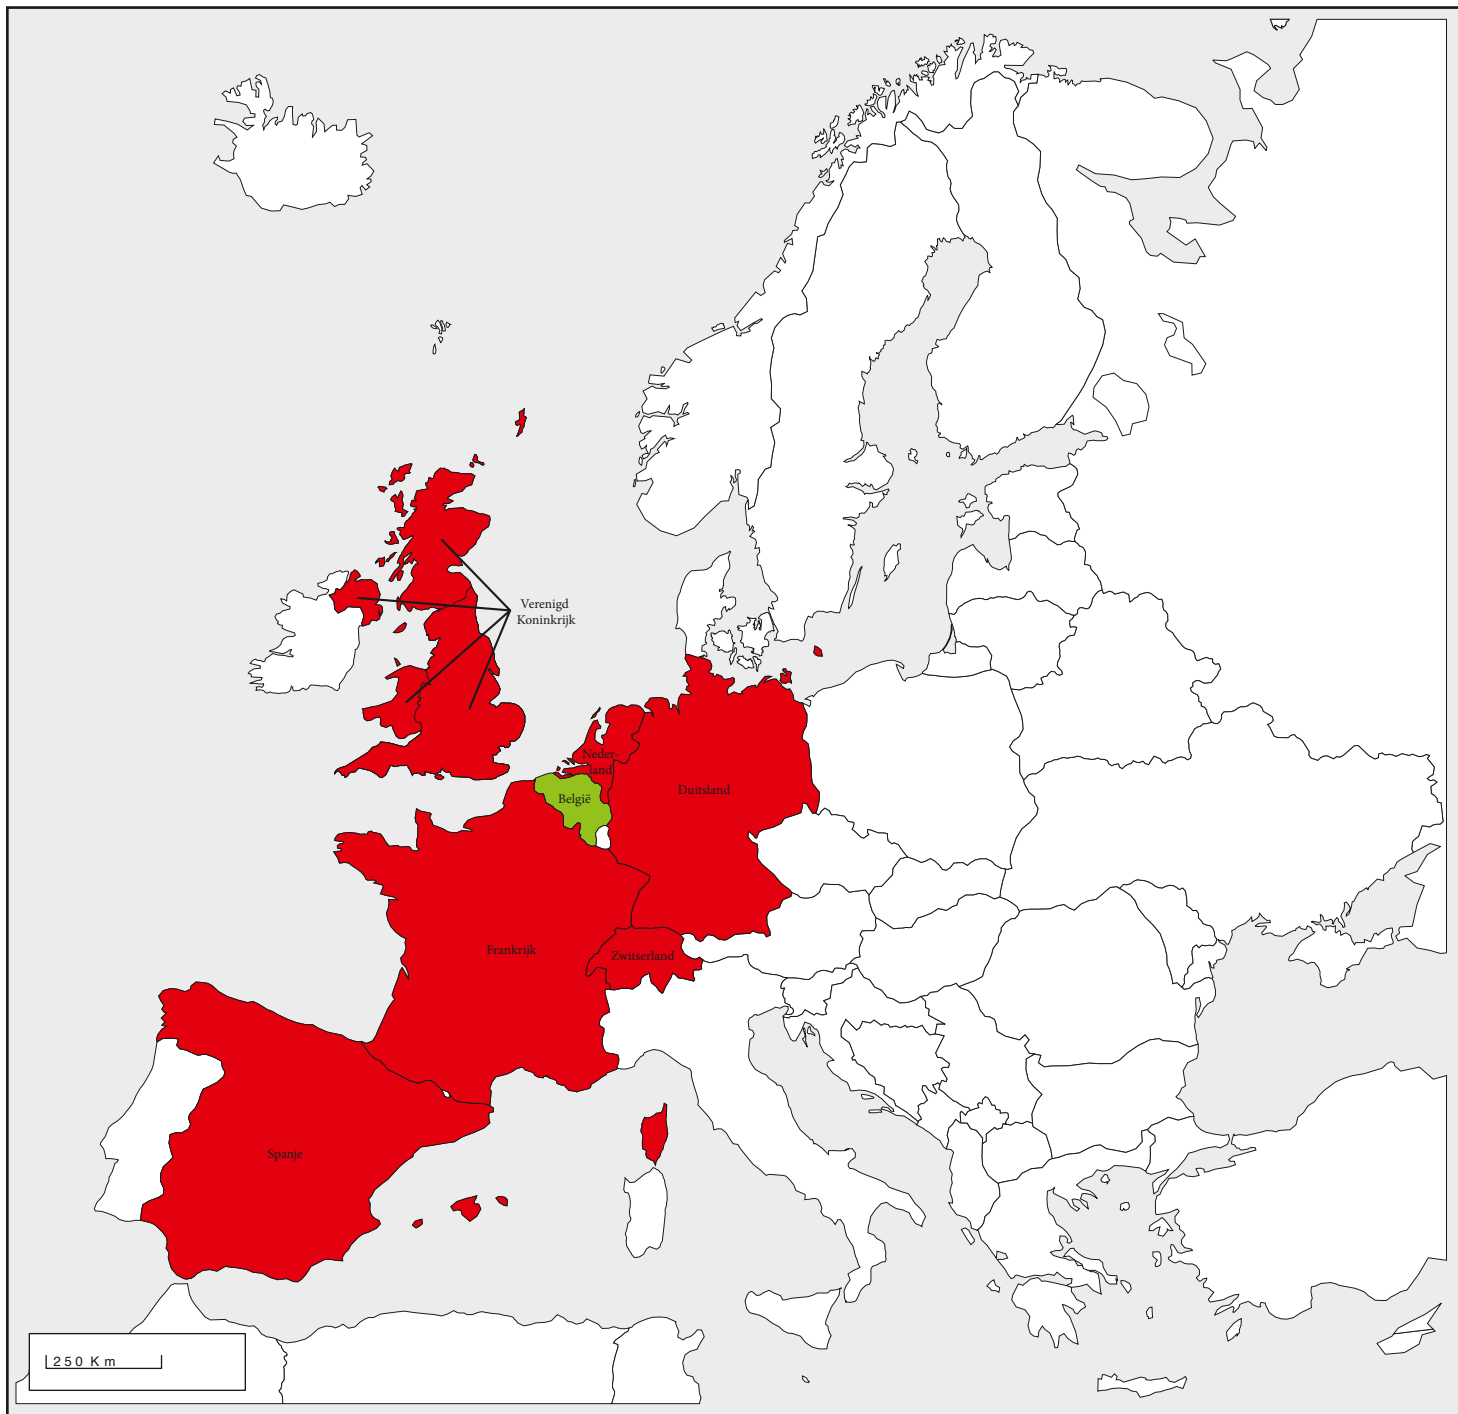 Verenigd
Koninkrijk
Neder-
land
België
Duitsland
Frankrijk
Zwitserland
Spanje
250 Km